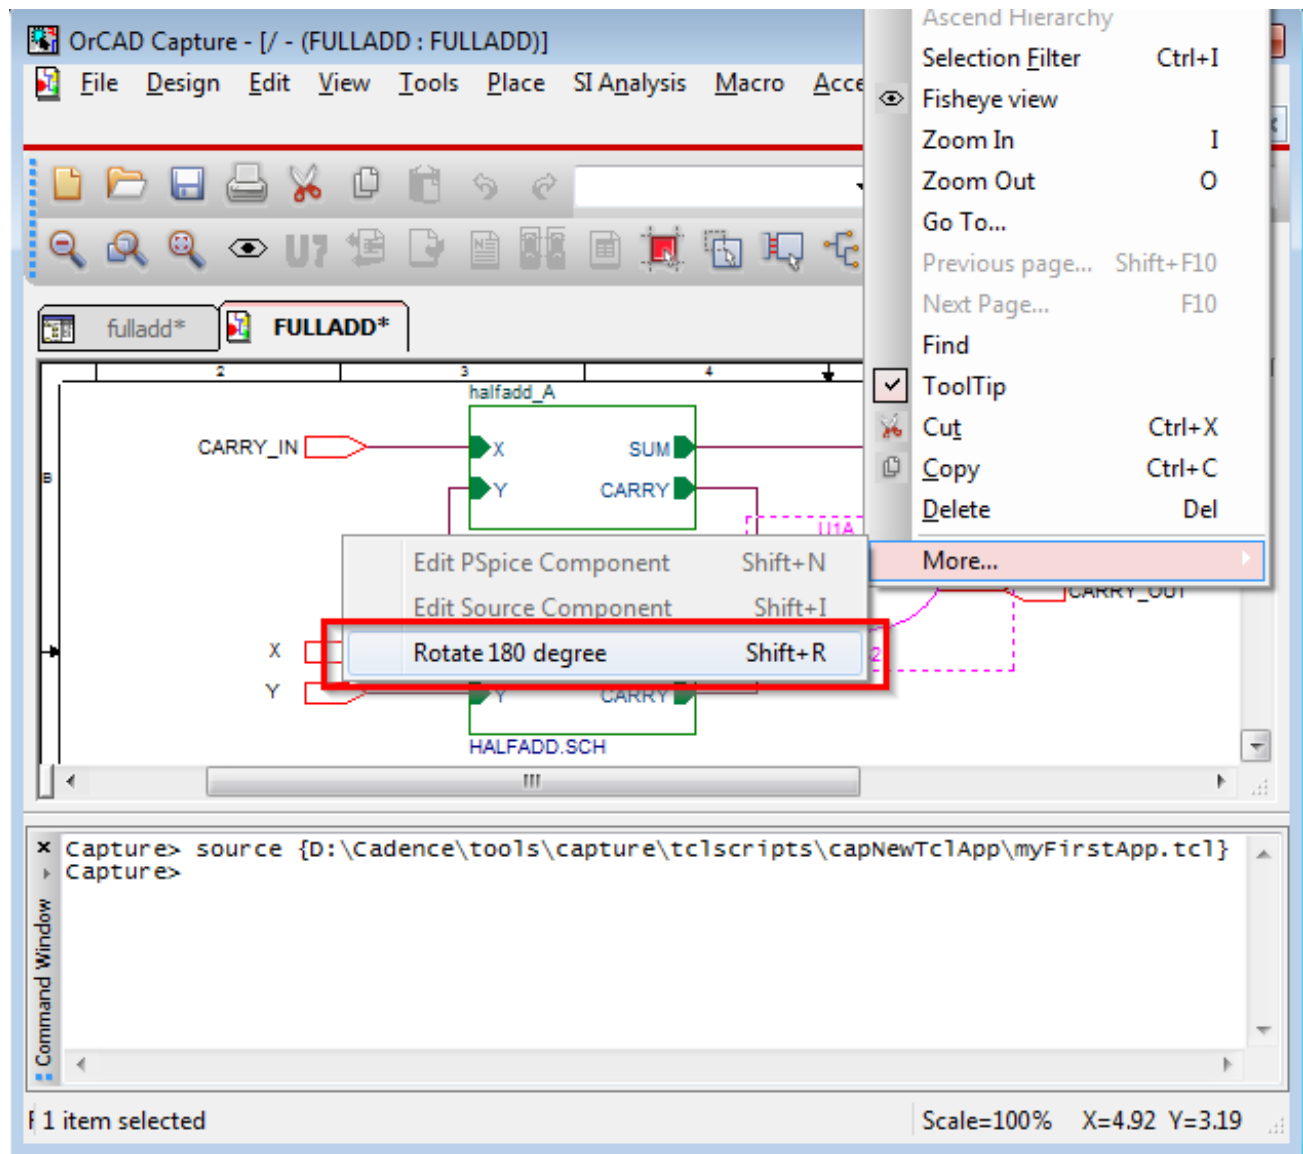 OrCAD Capture - [/ - (FULLADD : FULLADD)]
File Design Edit View Tools Place SI Analysis Macro Acce
Ascend Hierarchy
Selection Filter Ctrl+I
Fisheye view
Zoom In I
Zoom Out O
Go To...
Previous page... Shift+F10
Next Page... F10
Find
ToolTip
Cut Ctrl+X
Copy Ctrl+C
Delete Del
More...
U?
fulladd*
FULLADD*
2 3 4
halfadd_A
CARRY_IN
X SUM
B
Y CARRY
U1A
Edit PSpice Component Shift+N
Edit Source Component Shift+I
Rotate 180 degree Shift+R
CARRY_OUT
X
2
Y
Y CARRY
HALFADD.SCH
Capture> source {D:\Cadence\tools\capture\tclscripts\capNewTclApp\myFirstApp.tcl}
Capture>
Command Window
1 item selected
Scale=100% X=4.92 Y=3.19